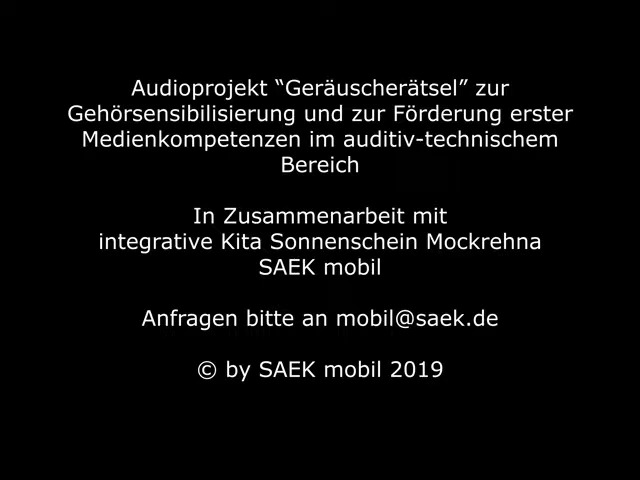 Audioprojekt “Geräuscherätsel” zur
Gehörsensibilisierung und zur Förderung erster
Medienkompetenzen im auditiv-technischem
Bereich
In Zusammenarbeit mit
integrative Kita Sonnenschein Mockrehna
SAEK mobil
Anfragen bitte an mobil@saek.de
© by SAEK mobil 2019